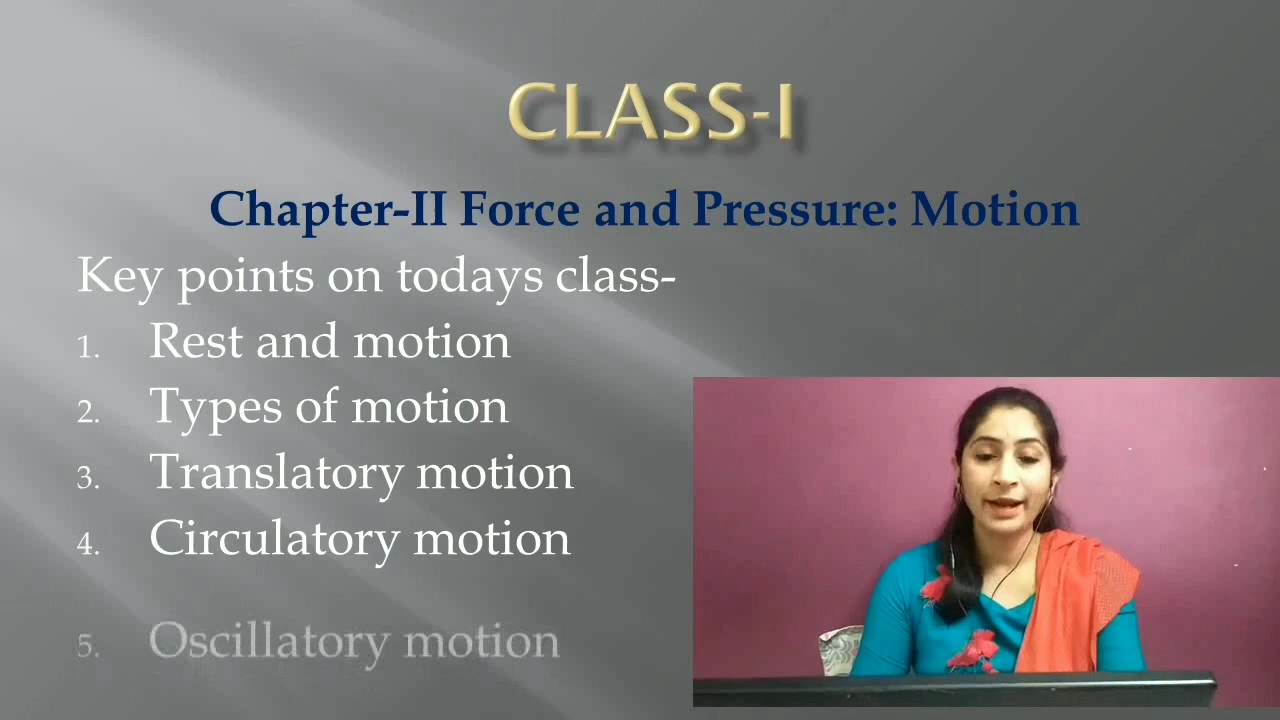 CLASS-I
Chapter-II Force and Pressure: Motion
Key points on todays class-
1. Rest and motion
2. Types of motion
3. Translatory motion
4. Circulatory motion
5. Oscillatory motion